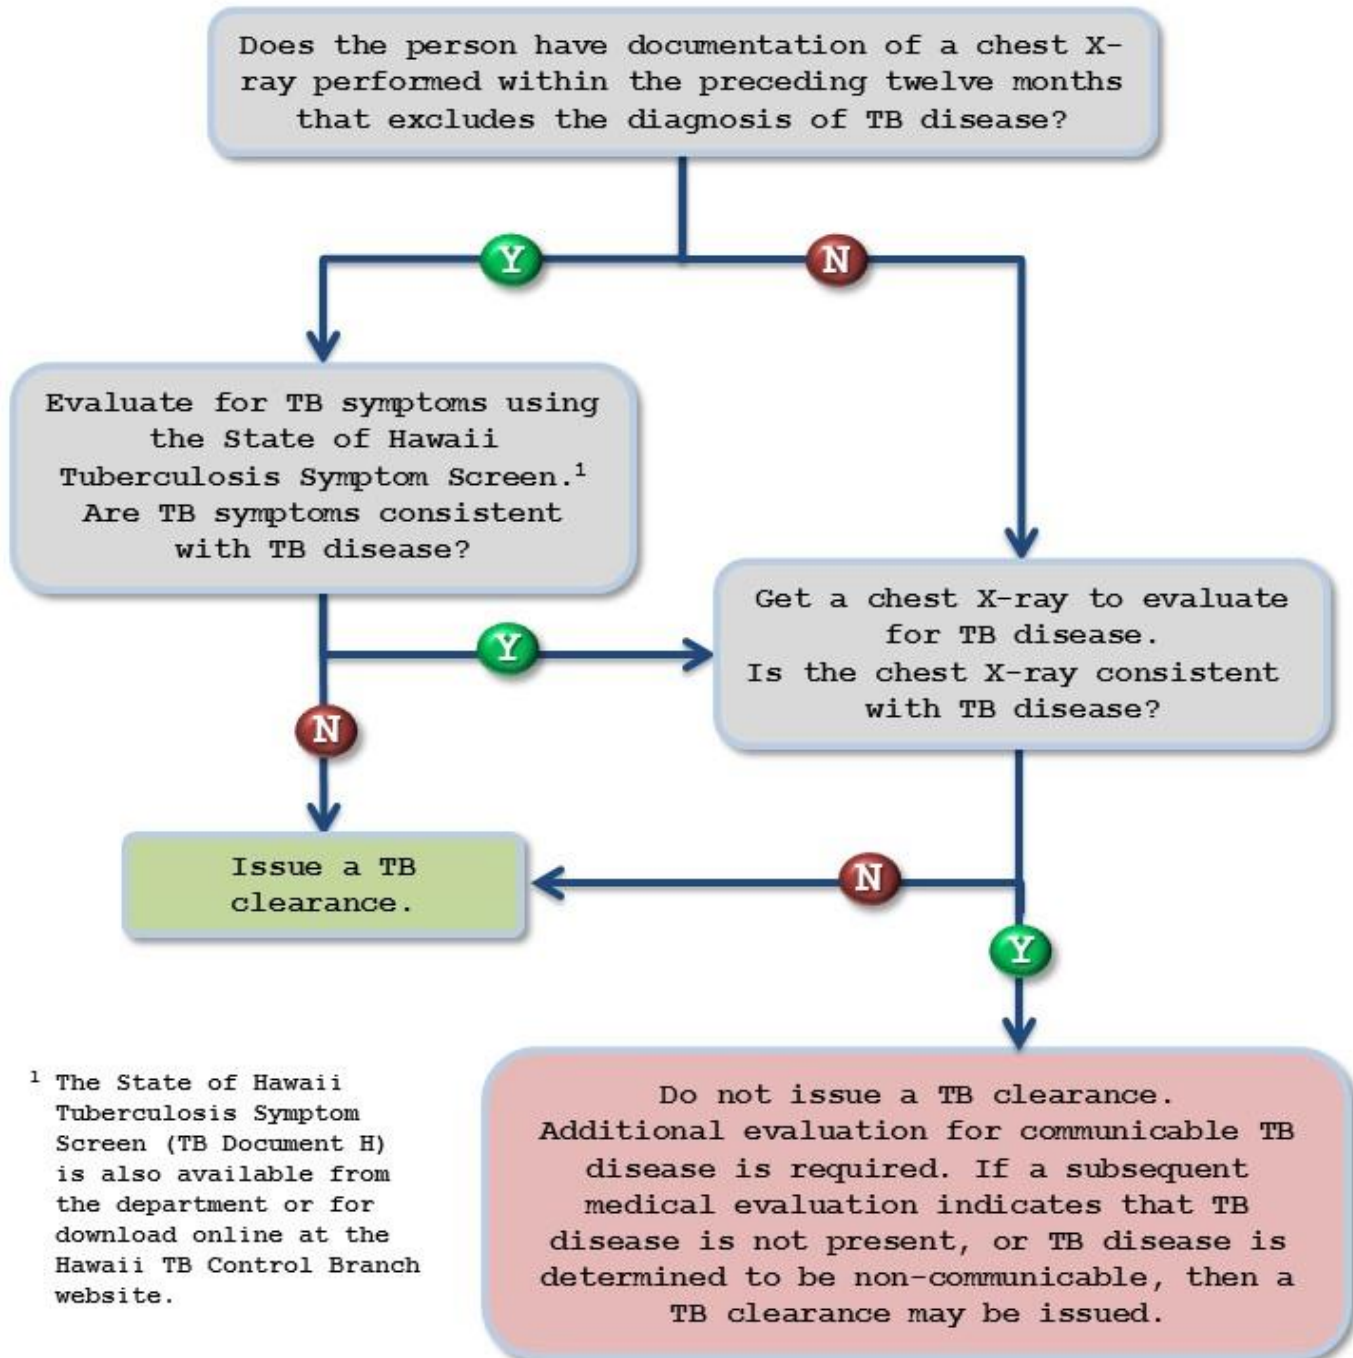 Does the person have documentation of a chest X-
ray performed within the preceding twelve months
that excludes the diagnosis of TB disease?
Y
N
Evaluate for TB symptoms using
the State of Hawaii
Tuberculosis Symptom Screen.¹
Are TB symptoms consistent
with TB disease?
Get a chest X-ray to evaluate
for TB disease.
Is the chest X-ray consistent
with TB disease?
Y
N
Issue a TB
clearance.
N
Y
¹ The State of Hawaii
Tuberculosis Symptom
Screen (TB Document H)
is also available from
the department or for
download online at the
Hawaii TB Control Branch
website.
Do not issue a TB clearance.
Additional evaluation for communicable TB
disease is required. If a subsequent
medical evaluation indicates that TB
disease is not present, or TB disease is
determined to be non-communicable, then a
TB clearance may be issued.